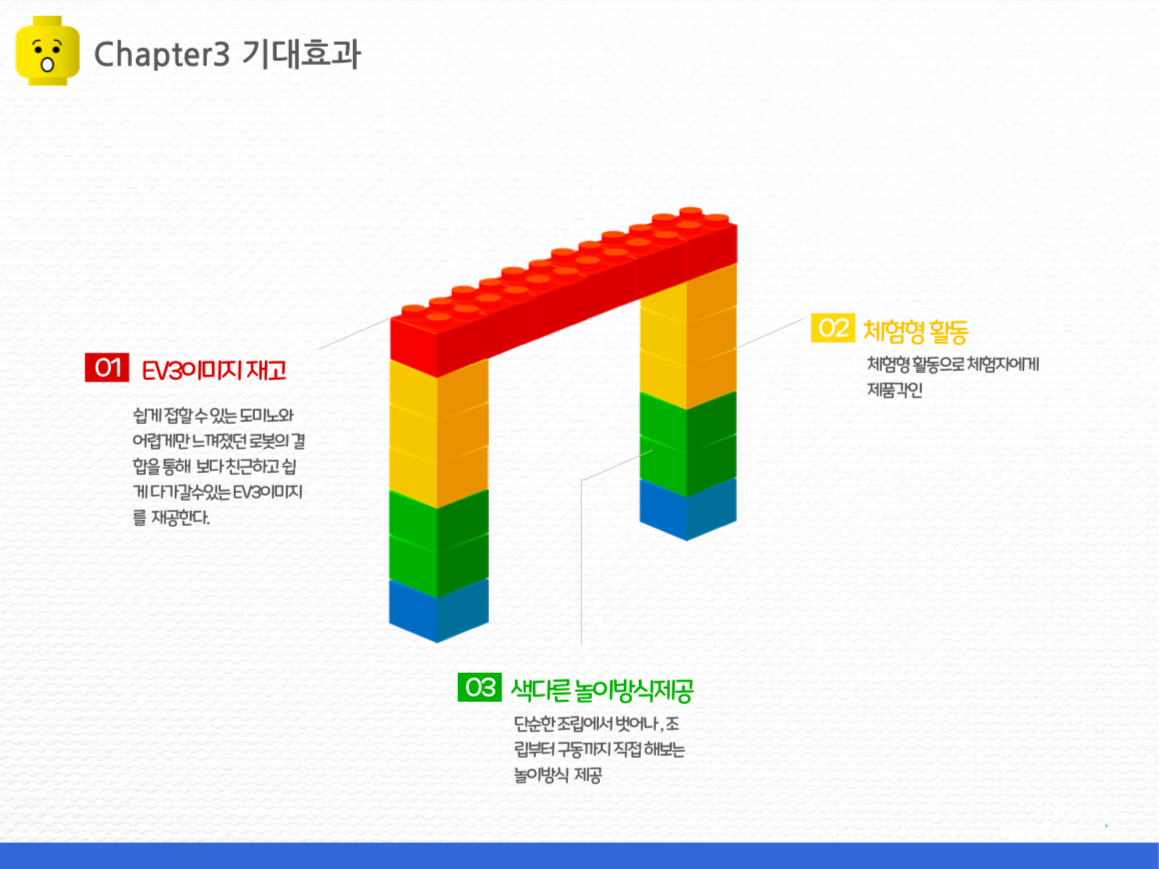 Chapter3 기대효과
01 EV3이미지 재고
쉽게 접할 수 있는 도미노와
어렵게만 느껴졌던 로봇의 결
합을 통해 보다 친근하고 쉽
게 다가갈수있는 EV3이미지
를 재공한다.
02 체험형 활동
체험형 활동으로 체험자에게
제품각인
03 색다른 놀이방식제공
단순한 조립에서 벗어나 , 조
립부터 구동까지 직접 해보는
놀이방식 제공